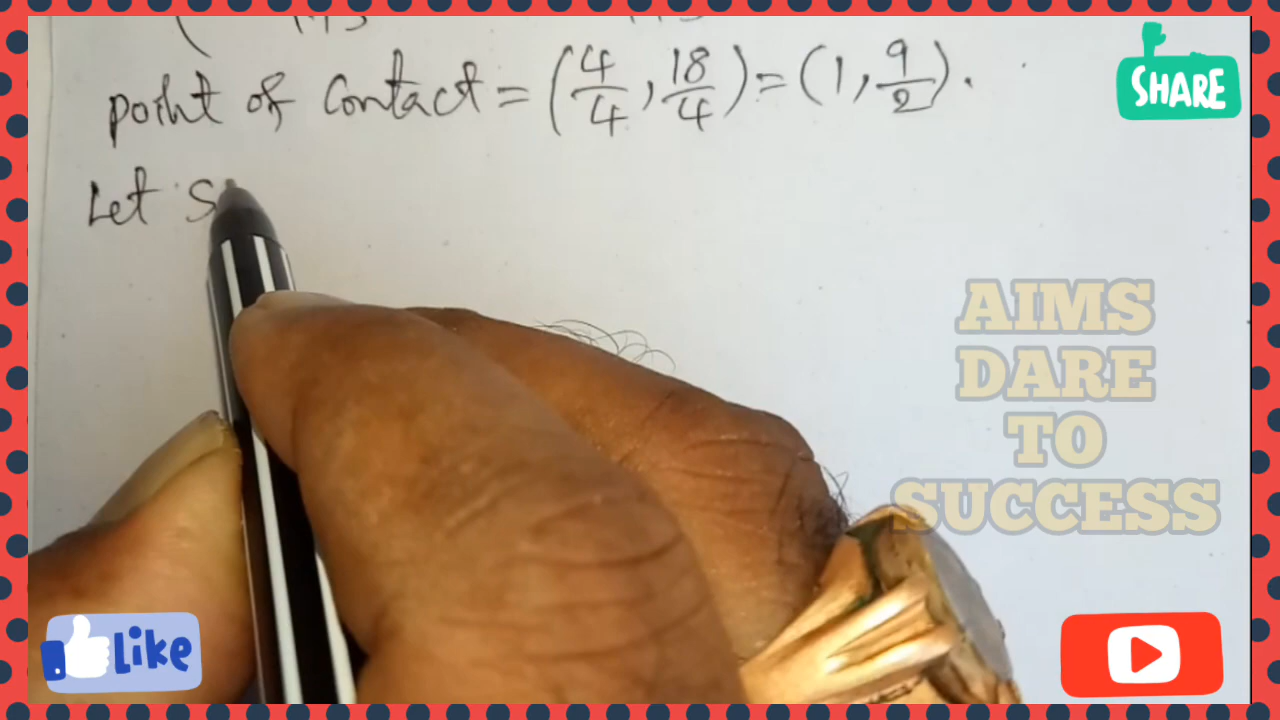 point of contact = (4/4, 18/4) = (1, 9/2).
Let S
SHARE
AIMS
DARE
TO
SUCCESS
Like